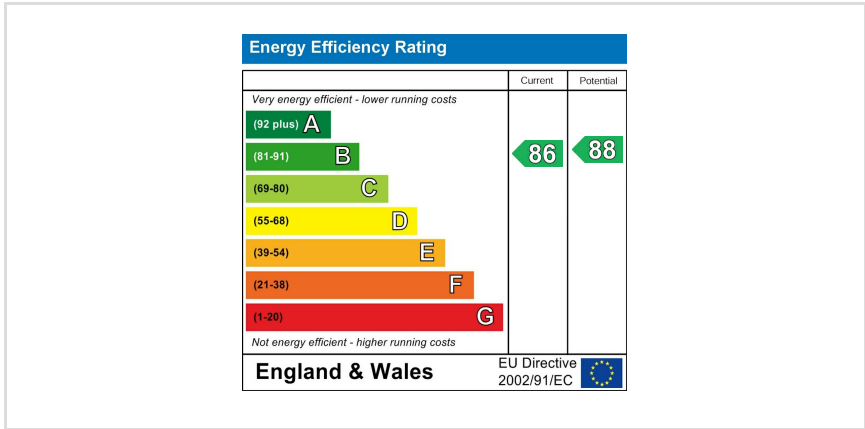 Energy Efficiency Rating
Current Potential
Very energy efficient - lower running costs
(92 plus) A
(81-91) B
86 88
(69-80) C
(55-68) D
(39-54) E
(21-38) F
(1-20) G
Not energy efficient - higher running costs
England & Wales
EU Directive
2002/91/EC